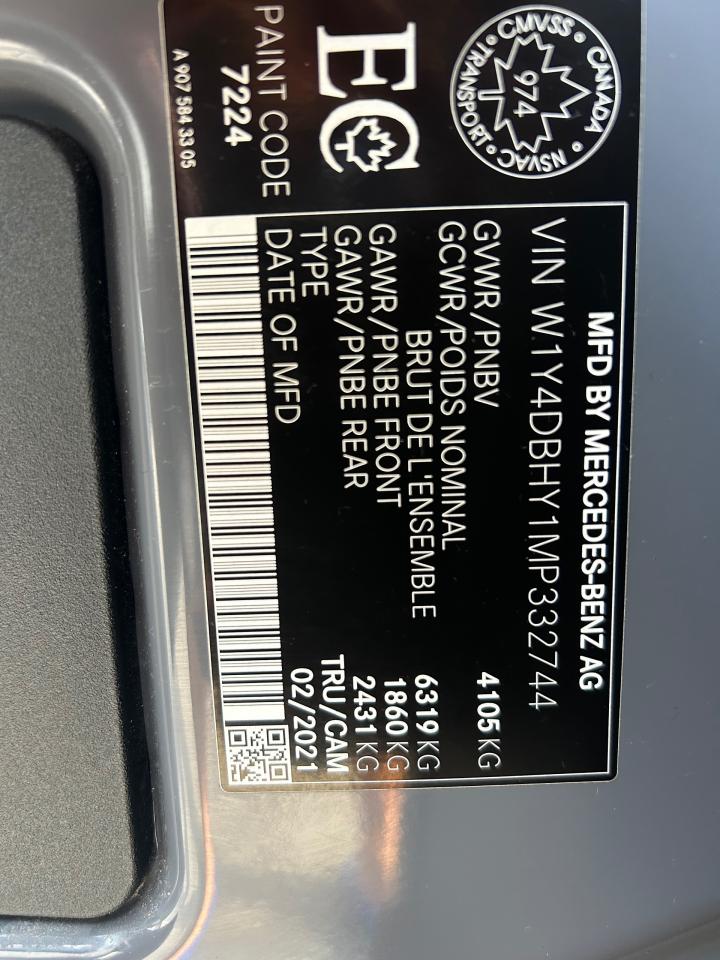 CMVSS • CANADA • NSVAC • TRANSPORT •
974
EC
PAINT CODE
7224
A 907 584 33 05
MFD BY MERCEDES-BENZ AG
VIN W1Y4DBHY1MP332744
GVWR/PNBV 4105 KG
GCWR/POIDS NOMINAL
BRUT DE L'ENSEMBLE 6319 KG
GAWR/PNBE FRONT 1860 KG
GAWR/PNBE REAR 2431 KG
TYPE TRU/CAM
DATE OF MFD 02/2021